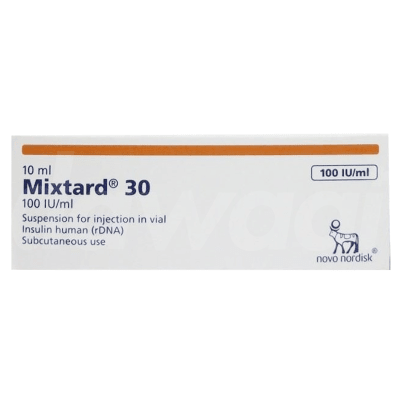 10 ml
Mixtard® 30
100 IU/ml
100 IU/ml
Suspension for injection in vial
Insulin human (rDNA)
Subcutaneous use
novo nordisk®